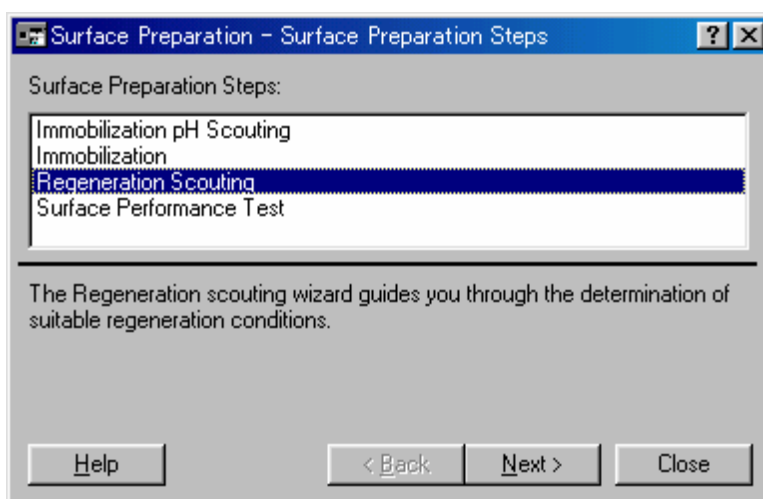 Surface Preparation - Surface Preparation Steps
Surface Preparation Steps:
Immobilization pH Scouting
Immobilization
Regeneration Scouting
Surface Performance Test
The Regeneration scouting wizard guides you through the determination of
suitable regeneration conditions.
Help
< Back
Next >
Close